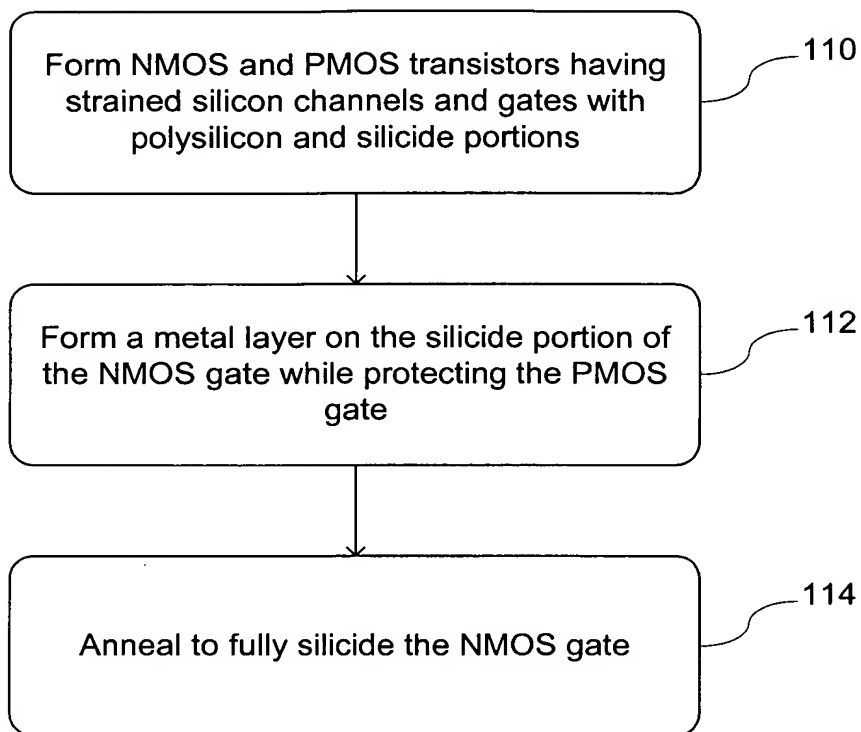 Form NMOS and PMOS transistors having
strained silicon channels and gates with
polysilicon and silicide portions
110
Form a metal layer on the silicide portion of
the NMOS gate while protecting the PMOS
gate
112
Anneal to fully silicide the NMOS gate
114